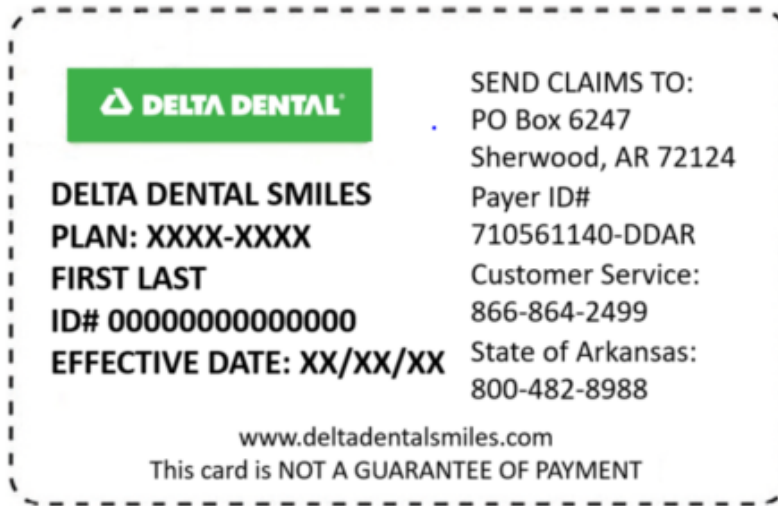 DELTA DENTAL
DELTA DENTAL SMILES
PLAN: XXXX-XXXX
FIRST LAST
ID# 00000000000000
EFFECTIVE DATE: XX/XX/XX
SEND CLAIMS TO:
PO Box 6247
Sherwood, AR 72124
Payer ID#
710561140-DDAR
Customer Service:
866-864-2499
State of Arkansas:
800-482-8988
www.deltadentalsmiles.com
This card is NOT A GUARANTEE OF PAYMENT